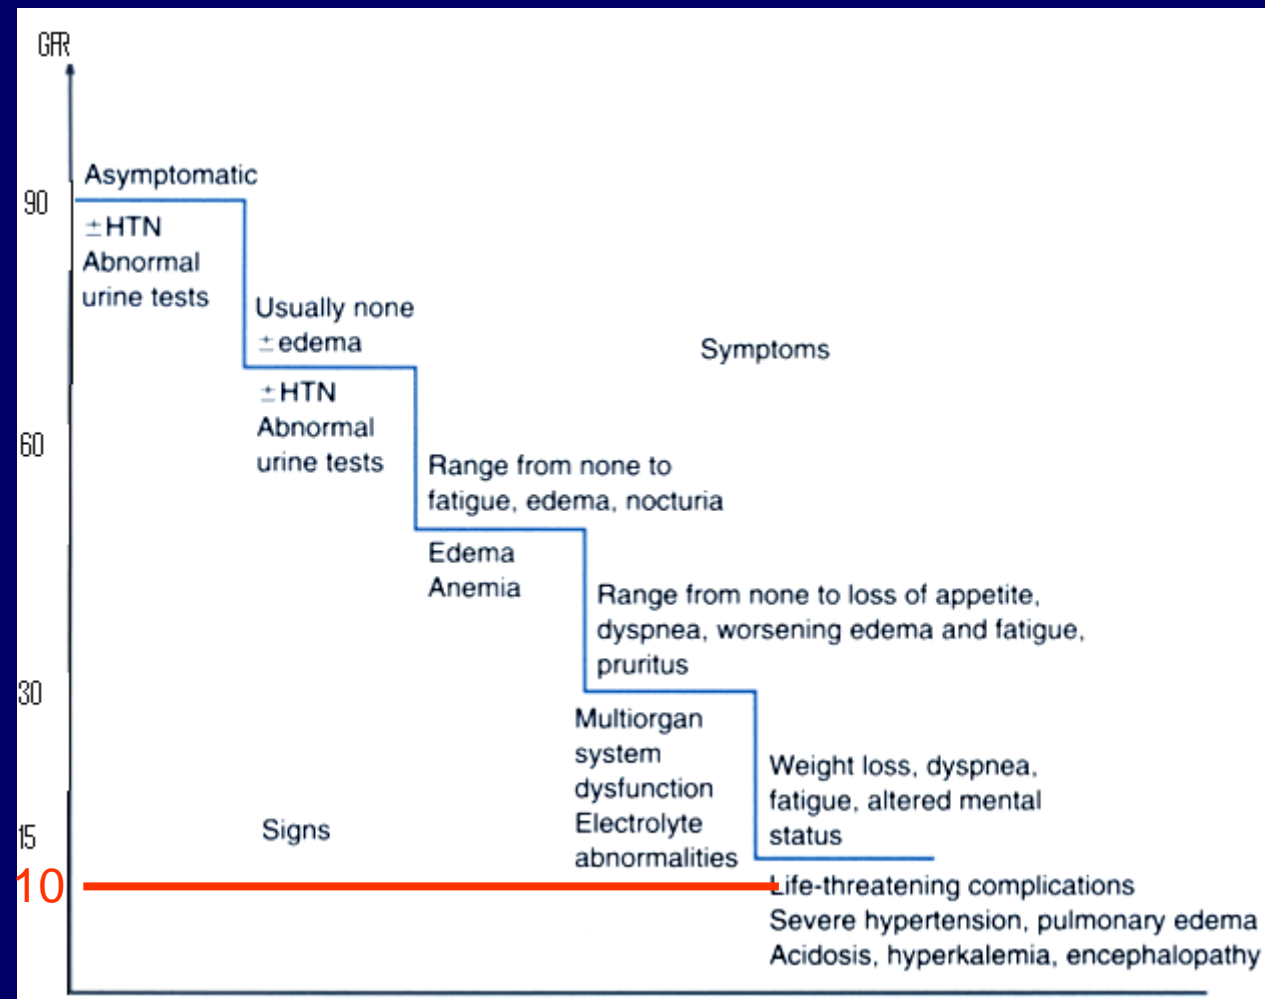 GFR
Asymptomatic
90
±HTN
Abnormal
urine tests
Usually none
±edema
Symptoms
±HTN
Abnormal
urine tests
60
Range from none to
fatigue, edema, nocturia
Edema
Anemia
Range from none to loss of appetite,
dyspnea, worsening edema and fatigue,
pruritus
30
Multiorgan
system
dysfunction
Electrolyte
abnormalities
Weight loss, dyspnea,
fatigue, altered mental
status
Signs
15
10
Life-threatening complications
Severe hypertension, pulmonary edema
Acidosis, hyperkalemia, encephalopathy